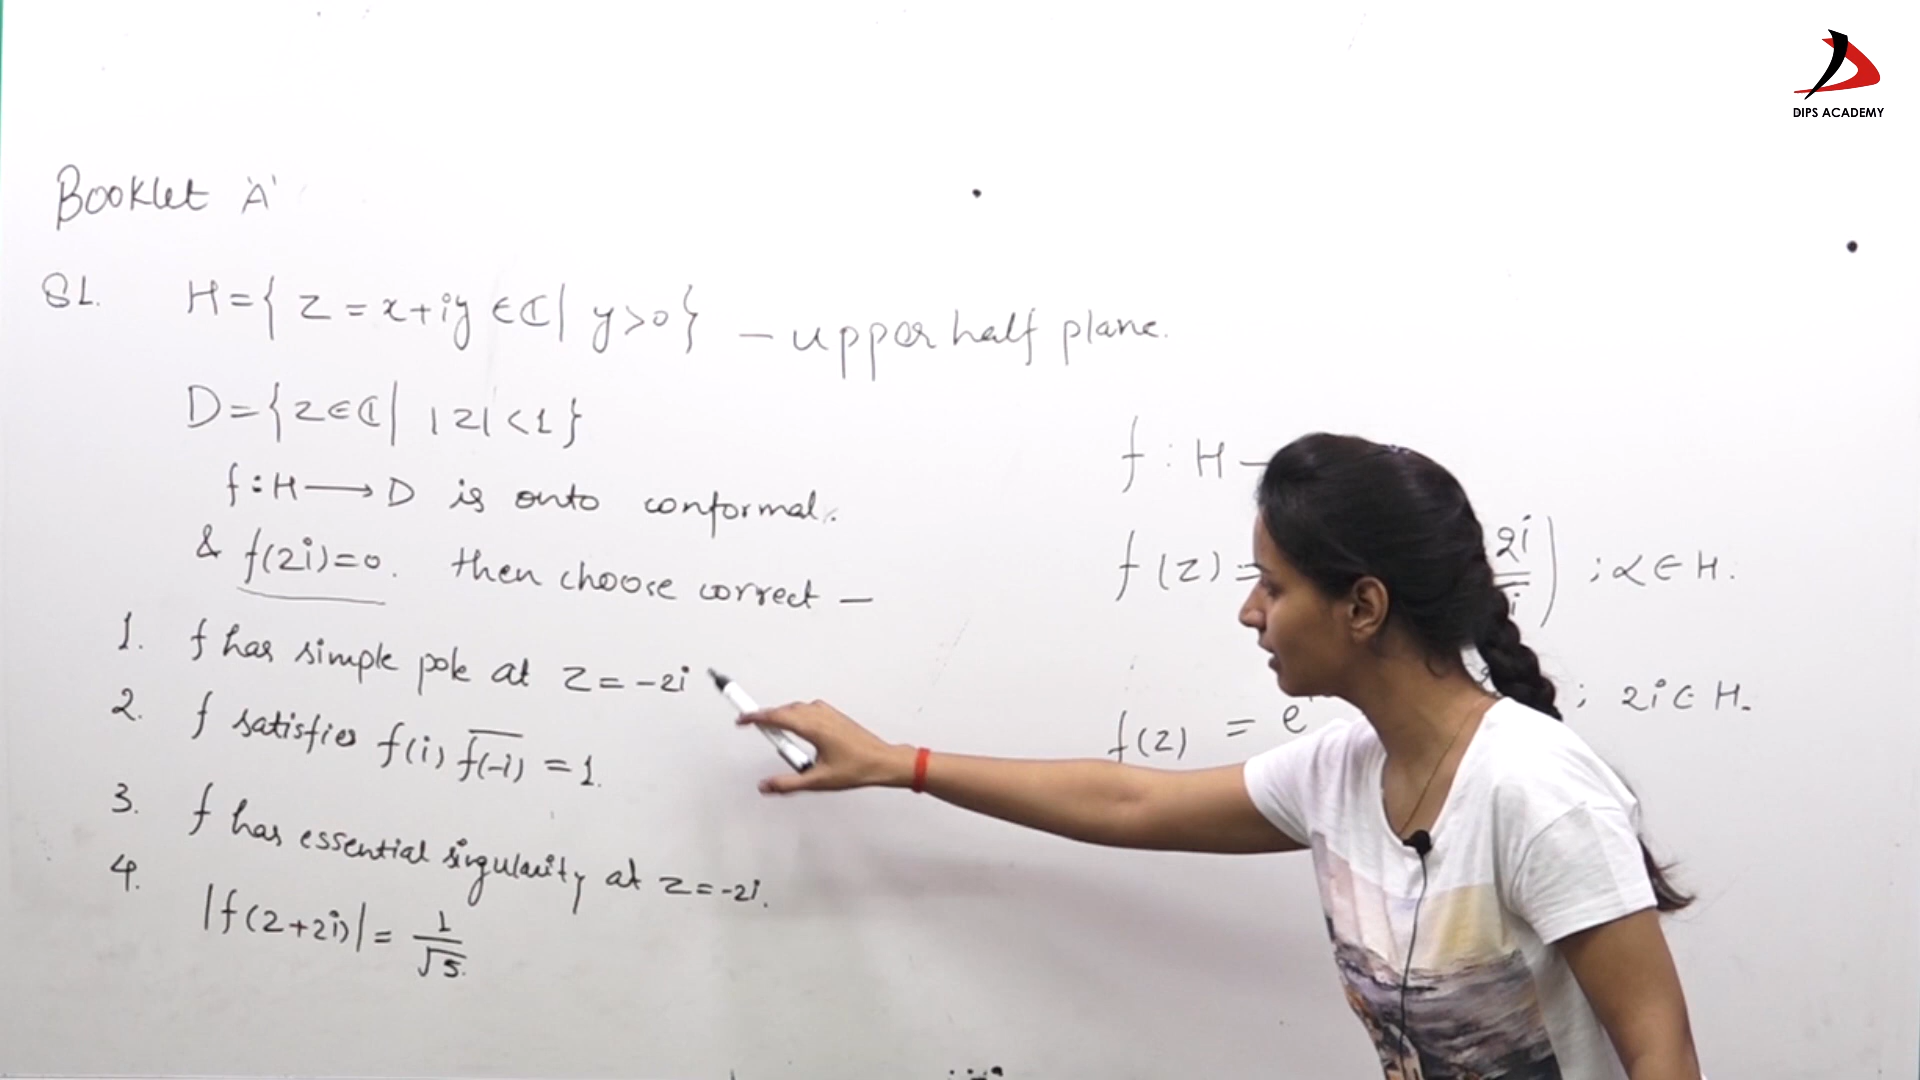 DIPS ACADEMY
Booklet 'A'
81. H={ z = x+iy ∈ ℂ | y>0} – upper half plane.
D={z∈ℂ| |z|<1}
f:H⟶D is onto conformal.
& f(2i)=0. then choose correct –
1. f has simple pole at z=-2i
2. f satisfies f(i) \overline{f(-i)} = 1.
3. f has essential singularity at z=-2i.
4. |f(2+2i)| = 1/√5.
f : H –
f(z) = 2i ; α∈H.
i
f(z) = e ; 2i∈H.